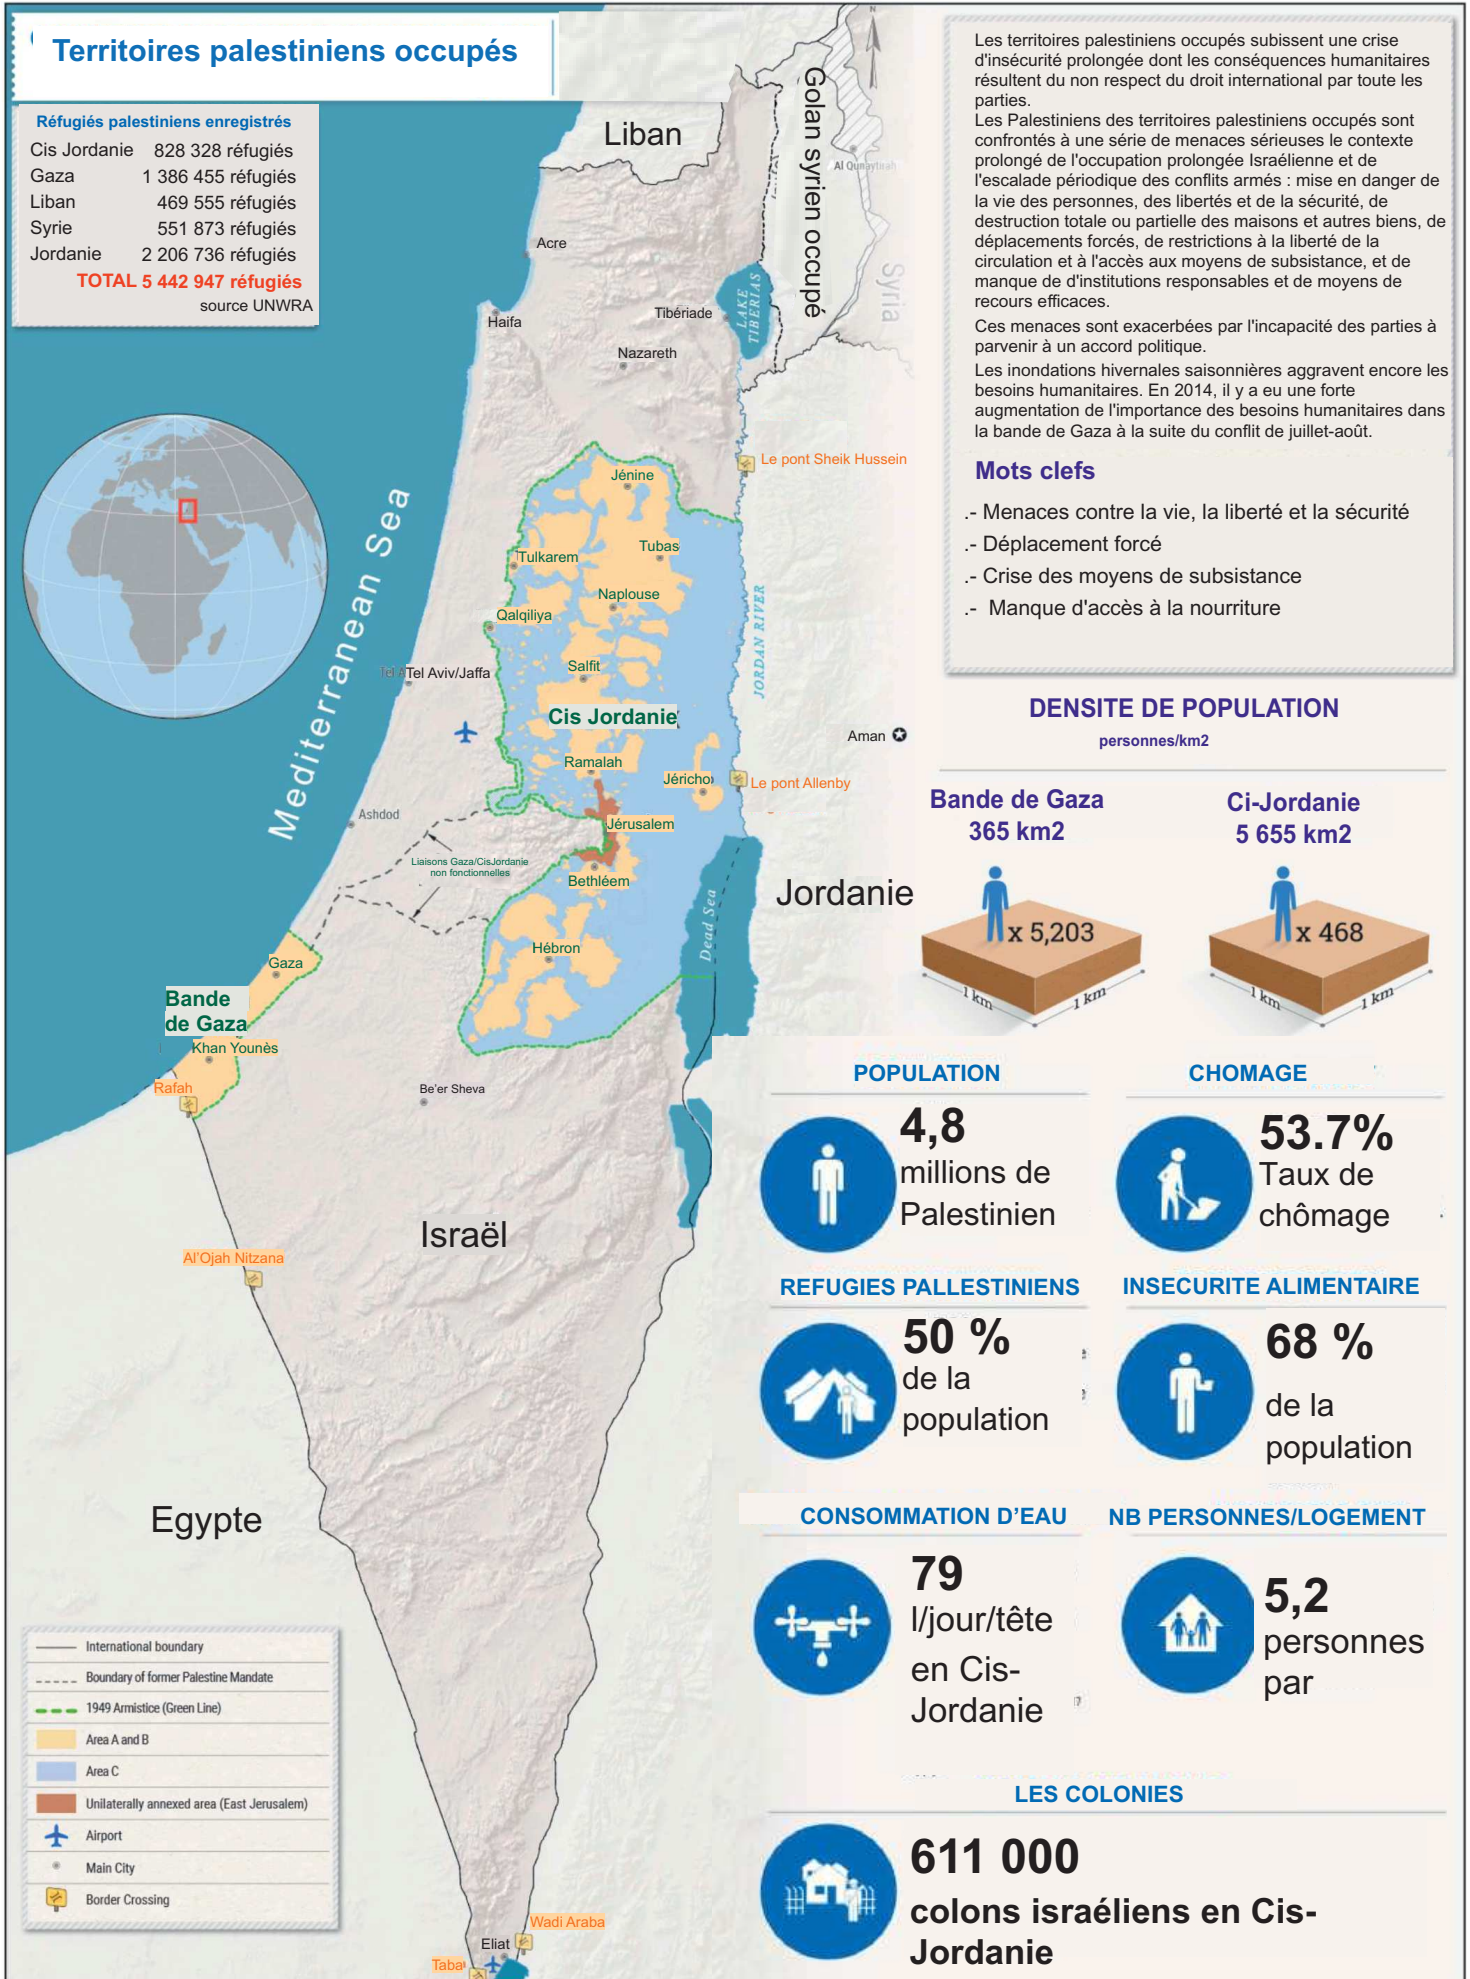 Territoires palestiniens occupés
Réfugiés palestiniens enregistrés
Cis Jordanie 828 328 réfugiés
Gaza 1 386 455 réfugiés
Liban 469 555 réfugiés
Syrie 551 873 réfugiés
Jordanie 2 206 736 réfugiés
TOTAL 5 442 947 réfugiés
source UNWRA
Les territoires palestiniens occupés subissent une crise
d'insécurité prolongée dont les conséquences humanitaires
résultent du non respect du droit international par toute les
parties.
Les Palestiniens des territoires palestiniens occupés sont
confrontés à une série de menaces sérieuses le contexte
prolongé de l'occupation prolongée Israélienne et de
l'escalade périodique des conflits armés : mise en danger de
la vie des personnes, des libertés et de la sécurité, de
destruction totale ou partielle des maisons et autres biens, de
déplacements forcés, de restrictions à la liberté de la
circulation et à l'accès aux moyens de subsistance, et de
manque de d'institutions responsables et de moyens de
recours efficaces.
Ces menaces sont exacerbées par l'incapacité des parties à
parvenir à un accord politique.
Les inondations hivernales saisonnières aggravent encore les
besoins humanitaires. En 2014, il y a eu une forte
augmentation de l'importance des besoins humanitaires dans
la bande de Gaza à la suite du conflit de juillet-août.
Mots clefs
.- Menaces contre la vie, la liberté et la sécurité
.- Déplacement forcé
.- Crise des moyens de subsistance
.- Manque d'accès à la nourriture
N
Liban
Golan syrien occupé
Al Qunaytrah
Syria
Acre
Haifa
Tibériade
LAKE
TIBERIAS
Nazareth
Le pont Sheik Hussein
Mediterranean Sea
Jénine
Tulkarem
Tubas
Naplouse
Qalqiliya
Salfit
JORDAN RIVER
Tel Aviv/Jaffa
Cis Jordanie
Aman
Ramalah
Jéricho
Le pont Allenby
Ashdod
Jérusalem
Liaisons Gaza/CisJordanie
non fonctionnelles
Bethléem
Jordanie
Dead Sea
Hébron
Gaza
Bande
de Gaza
Khan Younès
Rafah
Be'er Sheva
Israël
Al'Ojah Nitzana
Egypte
Wadi Araba
Eliat
Taba
DENSITE DE POPULATION
personnes/km2
Bande de Gaza
365 km2
x 5,203
1 km
1 km
Ci-Jordanie
5 655 km2
x 468
1 km
1 km
POPULATION
4,8
millions de
Palestinien
CHOMAGE
53.7%
Taux de
chômage
REFUGIES PALLESTINIENS
50 %
de la
population
INSECURITE ALIMENTAIRE
68 %
de la
population
CONSOMMATION D'EAU
79
l/jour/tête
en Cis-
Jordanie
NB PERSONNES/LOGEMENT
5,2
personnes
par
LES COLONIES
611 000
colons israéliens en Cis-
Jordanie
International boundary
Boundary of former Palestine Mandate
1949 Armistice (Green Line)
Area A and B
Area C
Unilaterally annexed area (East Jerusalem)
Airport
Main City
Border Crossing